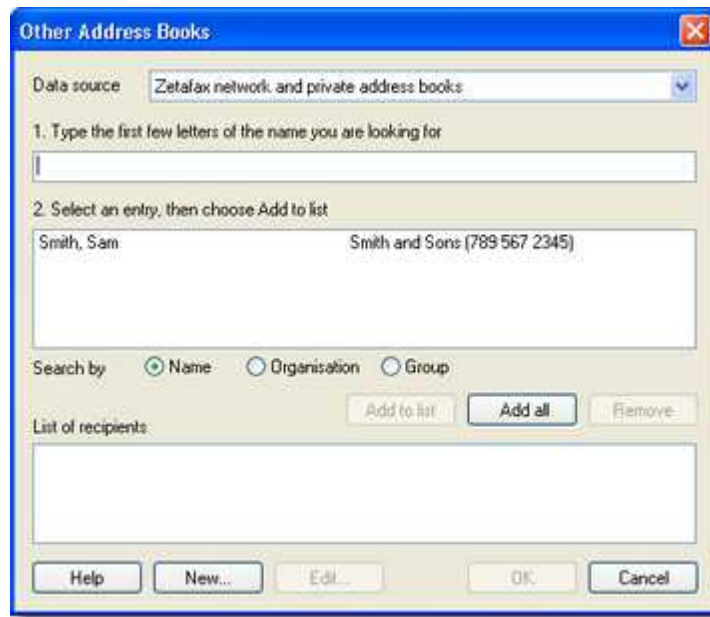 Other Address Books
Data source Zetafax network and private address books
1. Type the first few letters of the name you are looking for
2. Select an entry, then choose Add to list
Smith, Sam Smith and Sons (789 567 2345)
Search by Name Organisation Group
Add to list Add all Remove
List of recipients
Help New... Edit... OK Cancel